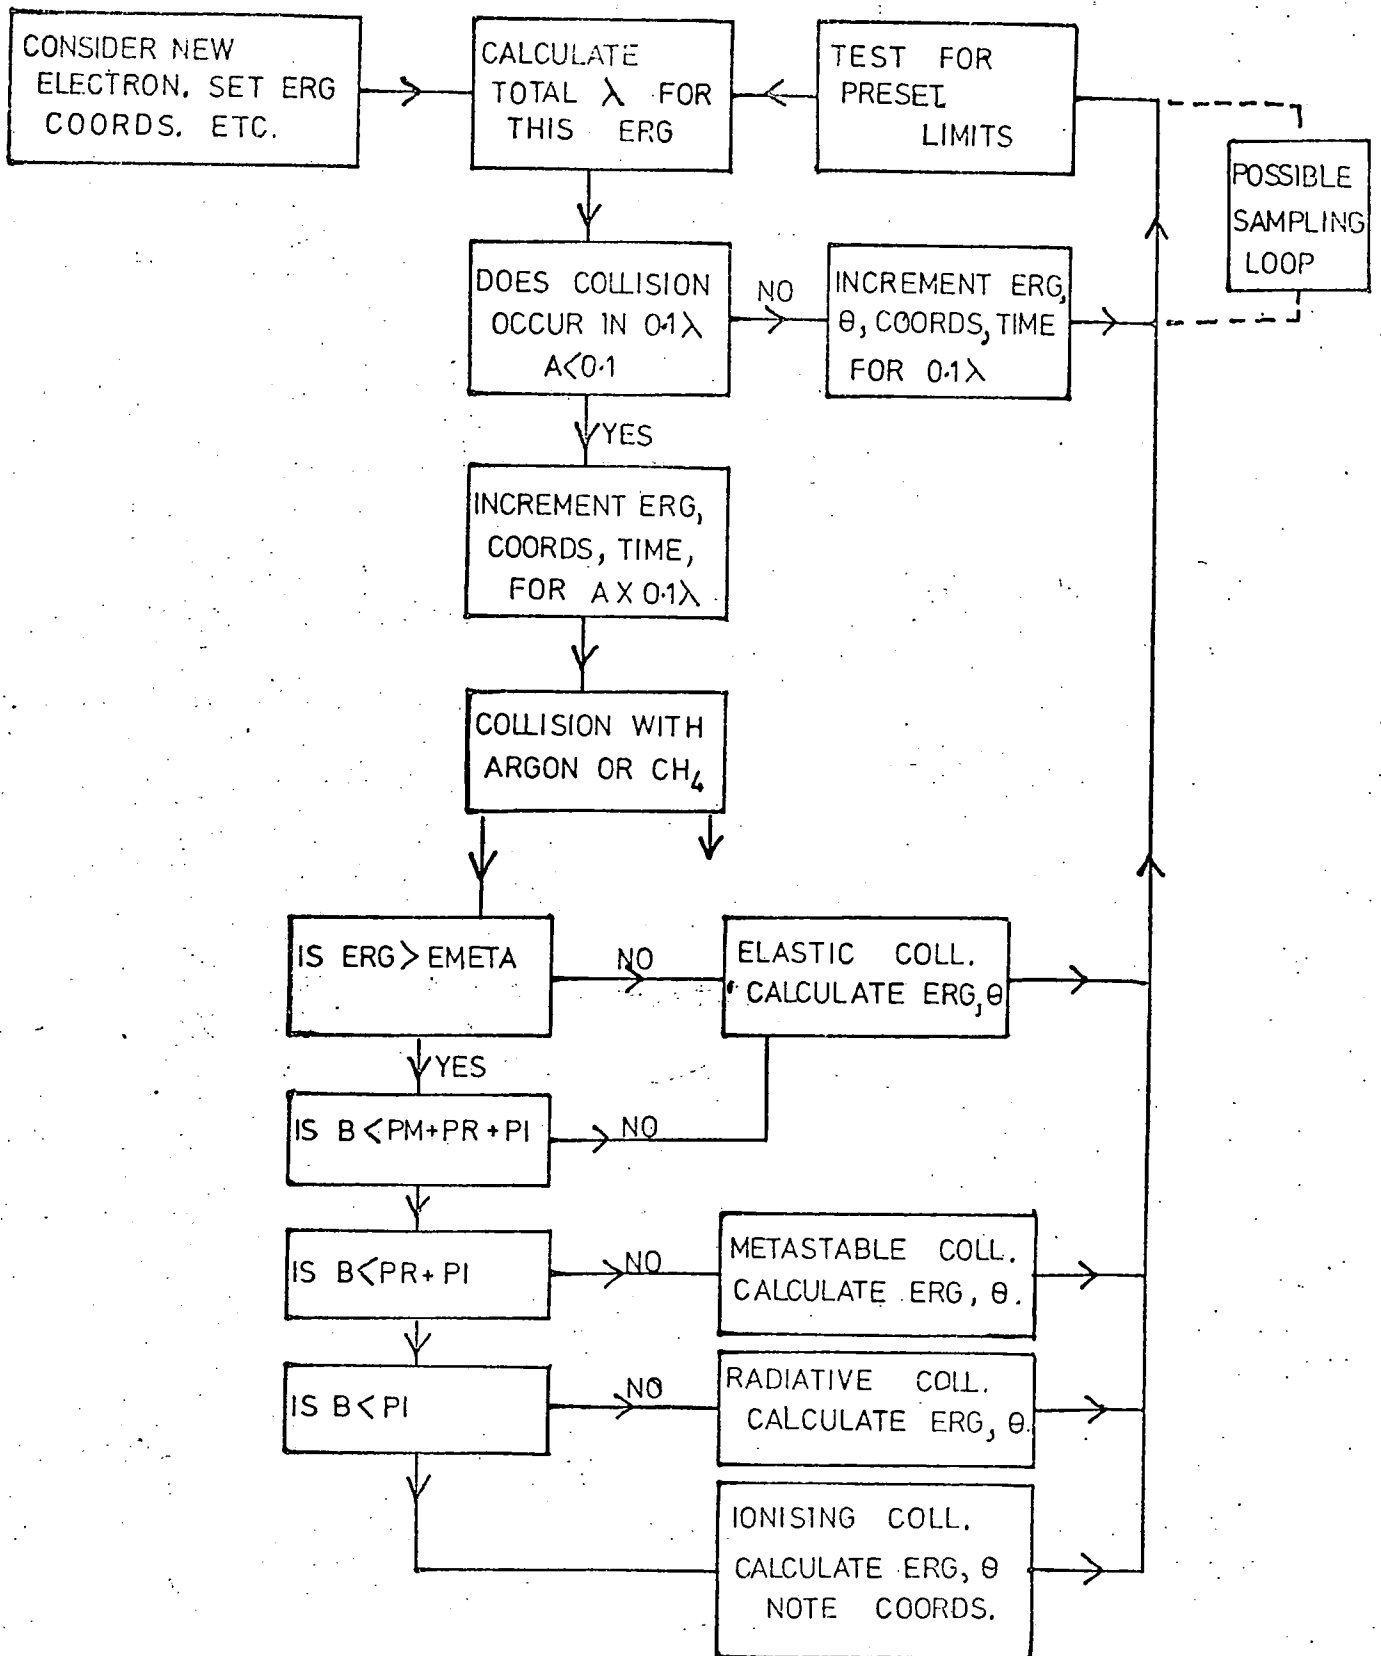 CONSIDER NEW
ELECTRON. SET ERG
COORDS. ETC.
CALCULATE
TOTAL λ FOR
THIS ERG
TEST FOR
PRESET
LIMITS
POSSIBLE
SAMPLING
LOOP
DOES COLLISION
OCCUR IN 0·1λ
A<0·1
NO
INCREMENT ERG,
θ, COORDS, TIME
FOR 0·1λ
YES
INCREMENT ERG,
COORDS, TIME,
FOR A X 0·1λ
COLLISION WITH
ARGON OR CH₄
IS ERG > EMETA
NO
ELASTIC COLL.
CALCULATE ERG, θ
YES
IS B < PM + PR + PI
NO
IS B < PR + PI
NO
METASTABLE COLL.
CALCULATE ERG, θ.
IS B < PI
NO
RADIATIVE COLL.
CALCULATE ERG, θ.
IONISING COLL.
CALCULATE ERG, θ
NOTE COORDS.